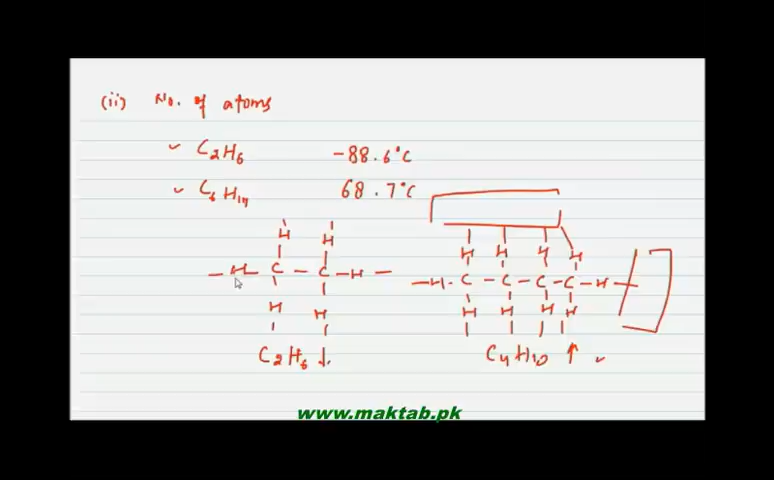 (ii) No. of atoms
C2H6 -88.6°C
C6H14 68.7°C
H H
H H H H
- H - C - C - H -
- H - C - C - C - C - H -
H H
H H H H
C2H6 ↓
C4H10 ↑
www.maktab.pk